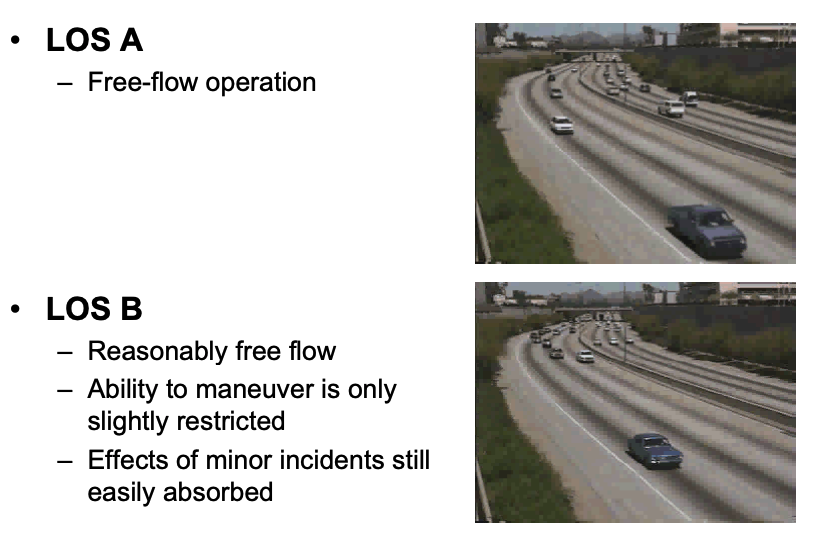 • LOS A
– Free-flow operation
• LOS B
– Reasonably free flow
– Ability to maneuver is only
slightly restricted
– Effects of minor incidents still
easily absorbed